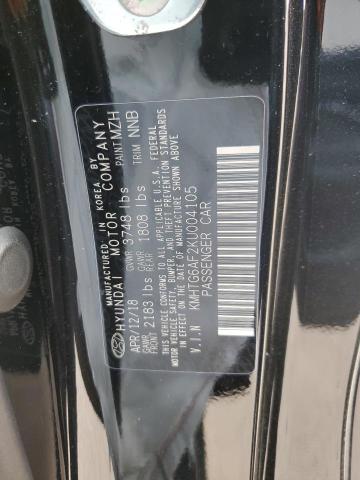 MANUFACTURED IN KOREA BY
HYUNDAI MOTOR COMPANY
APR/12/18 GVWR 3748 lbs PAINT MZH
GAWR FRONT 2183 lbs GAWR REAR 1808 lbs TRIM NNB
THIS VEHICLE CONFORMS TO ALL APPLICABLE U.S.A. FEDERAL
MOTOR VEHICLE SAFETY, BUMPER, AND THEFT PREVENTION STANDARDS
IN EFFECT ON THE DATE OF MANUFACTURE SHOWN ABOVE
V.I.N KMHTG6AF2KU004105
PASSENGER CAR